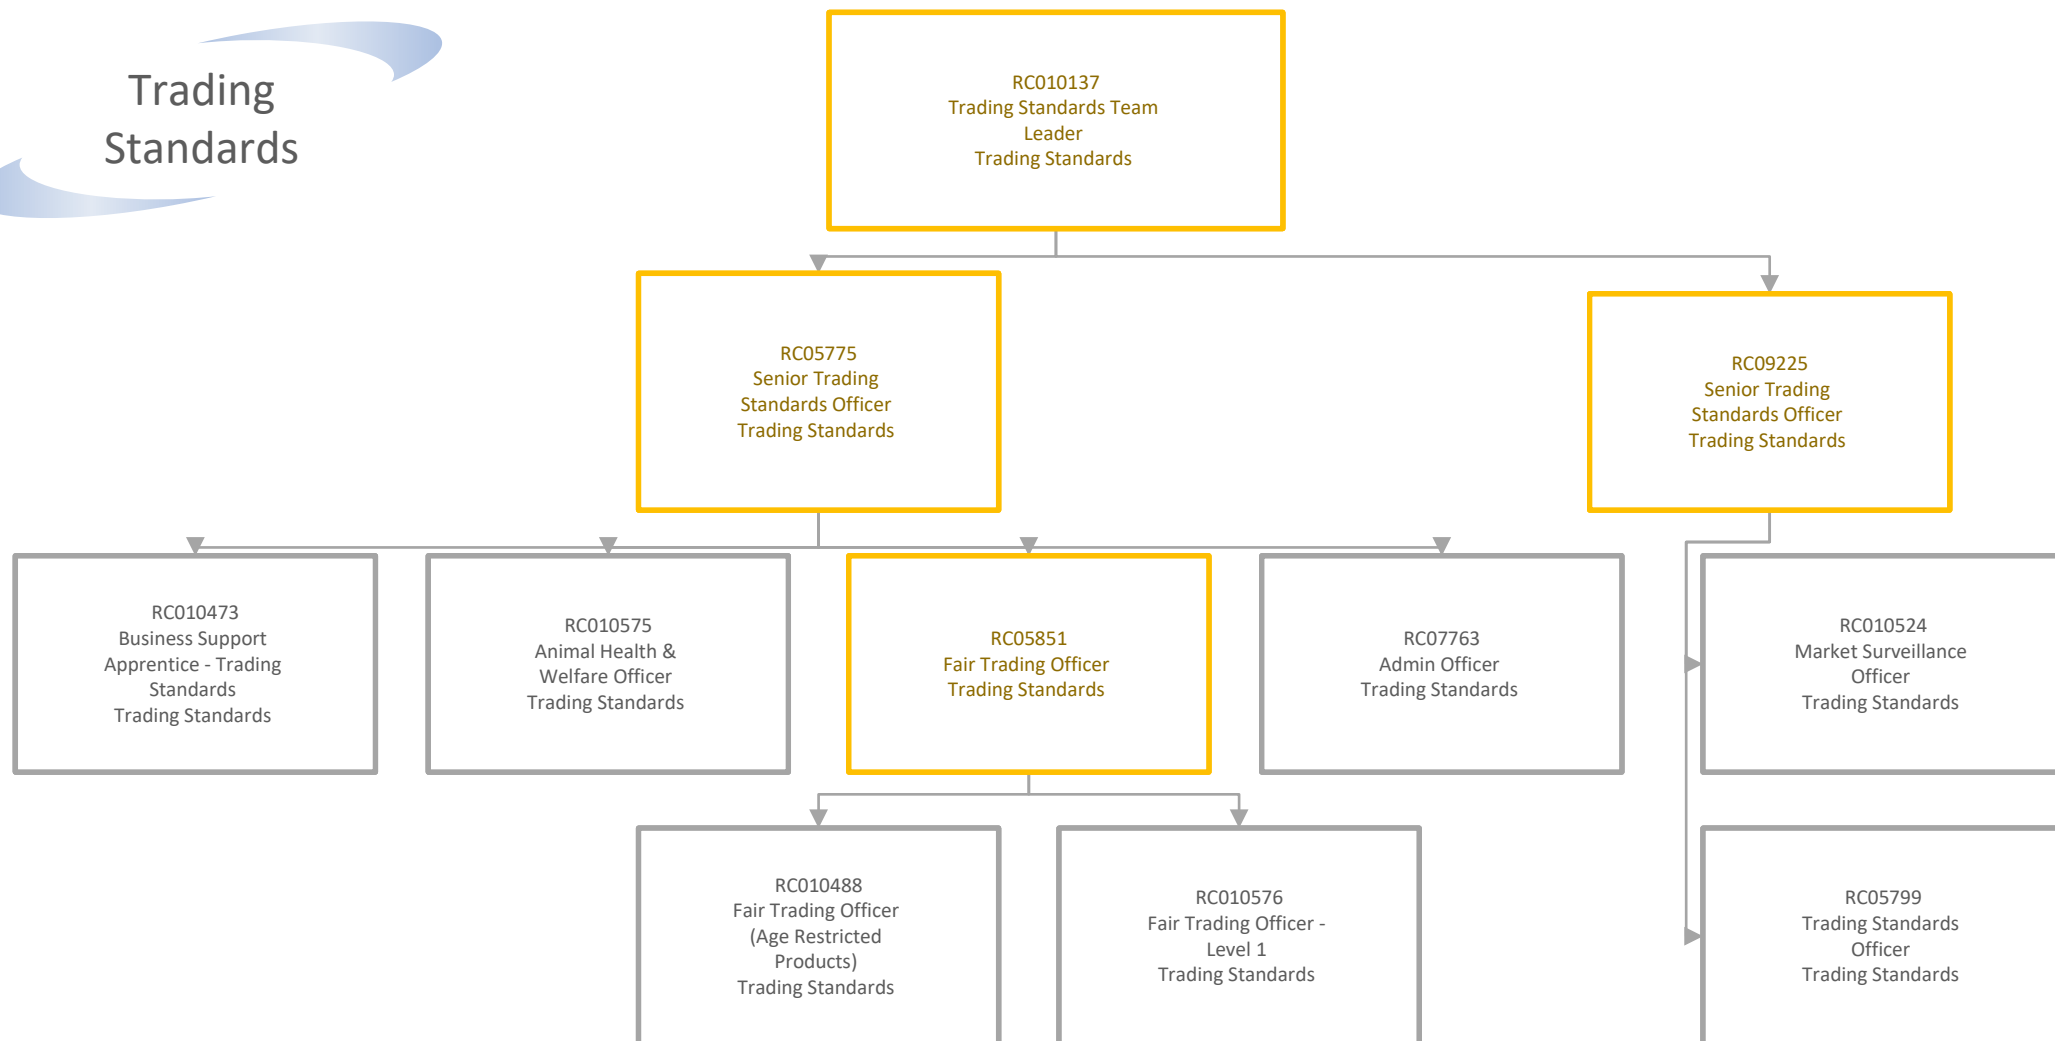 Trading
Standards
RC010137
Trading Standards Team
Leader
Trading Standards
RC05775
Senior Trading
Standards Officer
Trading Standards
RC09225
Senior Trading
Standards Officer
Trading Standards
RC010473
Business Support
Apprentice - Trading
Standards
Trading Standards
RC010575
Animal Health &
Welfare Officer
Trading Standards
RC05851
Fair Trading Officer
Trading Standards
RC07763
Admin Officer
Trading Standards
RC010524
Market Surveillance
Officer
Trading Standards
RC010488
Fair Trading Officer
(Age Restricted
Products)
Trading Standards
RC010576
Fair Trading Officer -
Level 1
Trading Standards
RC05799
Trading Standards
Officer
Trading Standards